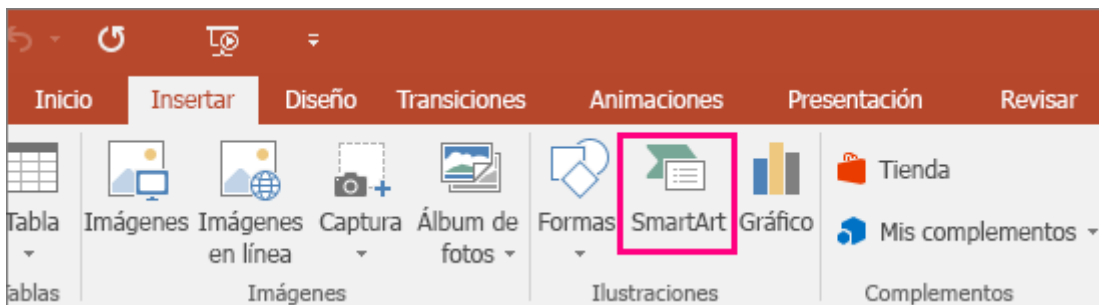 Inicio Insertar Diseño Transiciones Animaciones Presentación Revisar
Tabla Imágenes Imágenes en línea Captura Álbum de fotos Formas SmartArt Gráfico
Tienda
Mis complementos
Tablas Imágenes Ilustraciones Complementos